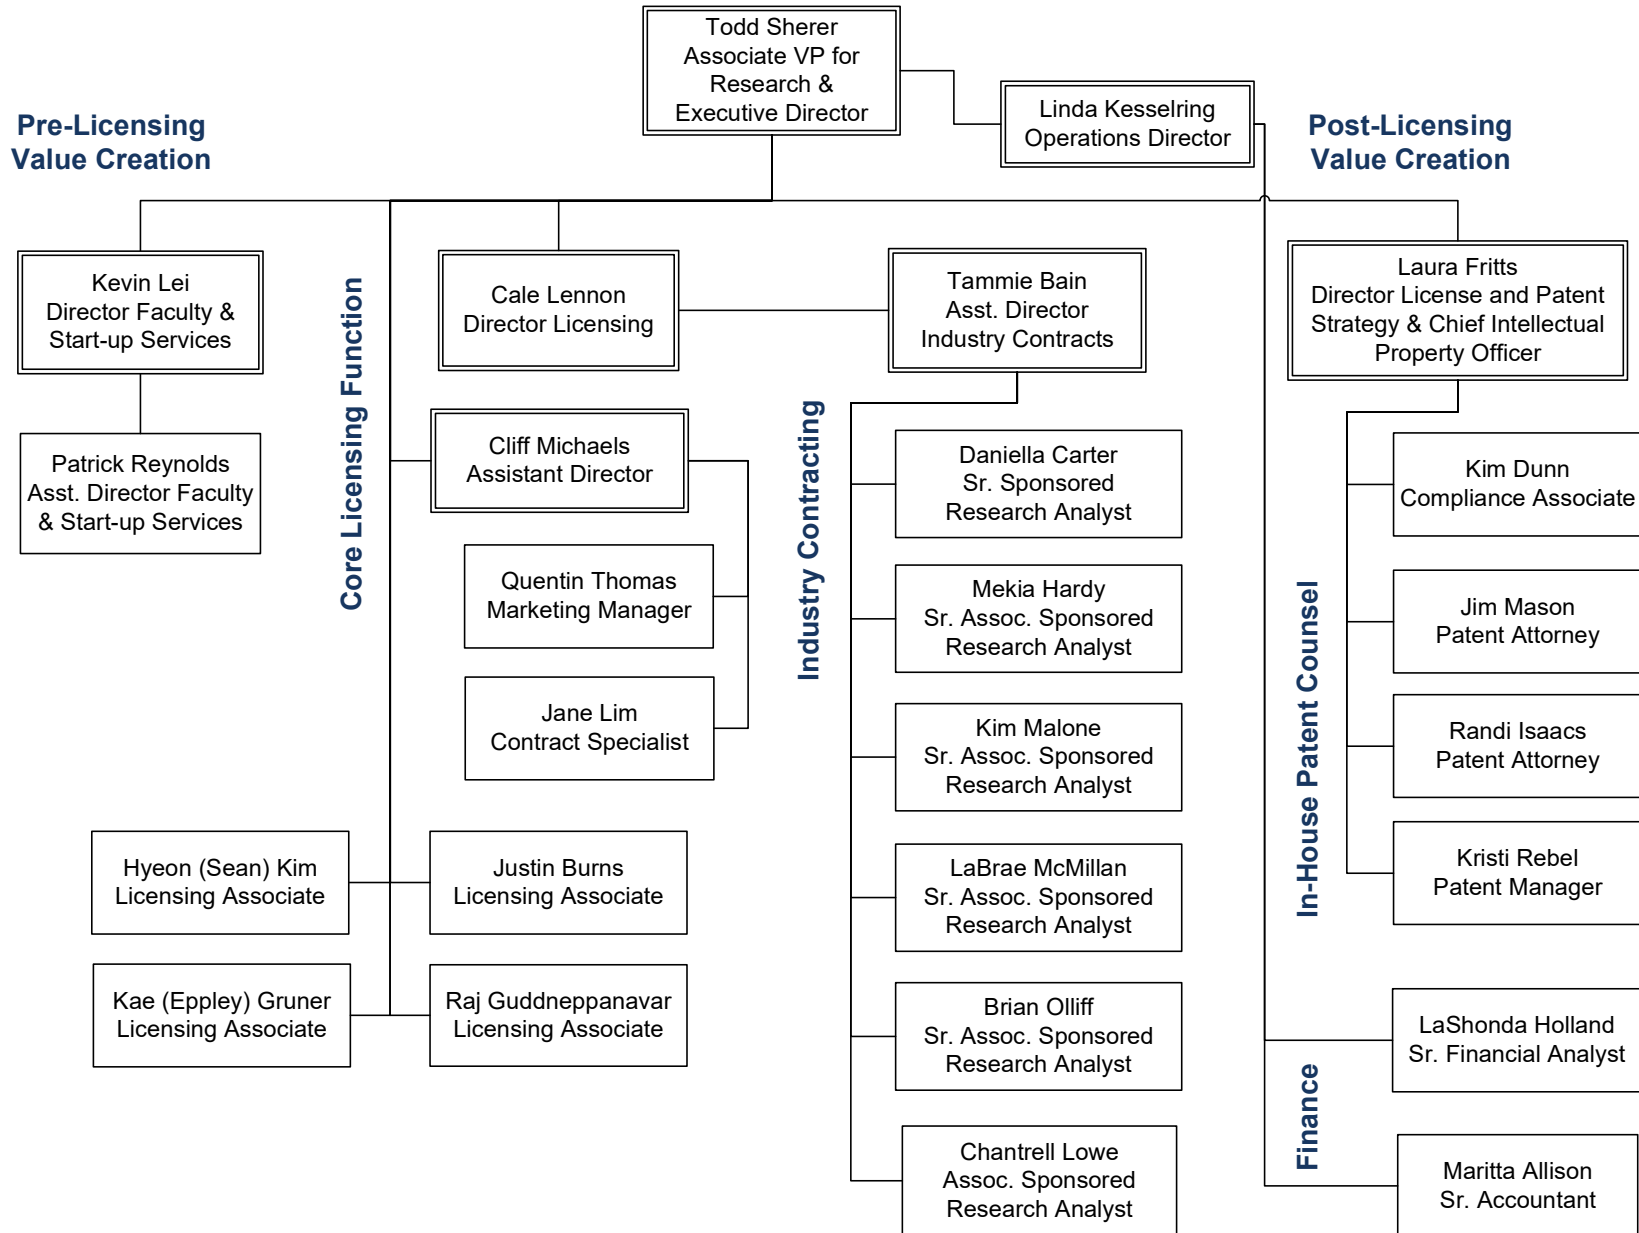 Todd Sherer
Associate VP for
Research &
Executive Director
Linda Kesselring
Operations Director
Pre-Licensing
Value Creation
Post-Licensing
Value Creation
Kevin Lei
Director Faculty &
Start-up Services
Patrick Reynolds
Asst. Director Faculty
& Start-up Services
Core Licensing Function
Cale Lennon
Director Licensing
Cliff Michaels
Assistant Director
Quentin Thomas
Marketing Manager
Jane Lim
Contract Specialist
Hyeon (Sean) Kim
Licensing Associate
Justin Burns
Licensing Associate
Kae (Eppley) Gruner
Licensing Associate
Raj Guddneppanavar
Licensing Associate
Tammie Bain
Asst. Director
Industry Contracts
Industry Contracting
Daniella Carter
Sr. Sponsored
Research Analyst
Mekia Hardy
Sr. Assoc. Sponsored
Research Analyst
Kim Malone
Sr. Assoc. Sponsored
Research Analyst
LaBrae McMillan
Sr. Assoc. Sponsored
Research Analyst
Brian Olliff
Sr. Assoc. Sponsored
Research Analyst
Chantrell Lowe
Assoc. Sponsored
Research Analyst
Laura Fritts
Director License and Patent
Strategy & Chief Intellectual
Property Officer
In-House Patent Counsel
Kim Dunn
Compliance Associate
Jim Mason
Patent Attorney
Randi Isaacs
Patent Attorney
Kristi Rebel
Patent Manager
Finance
LaShonda Holland
Sr. Financial Analyst
Maritta Allison
Sr. Accountant